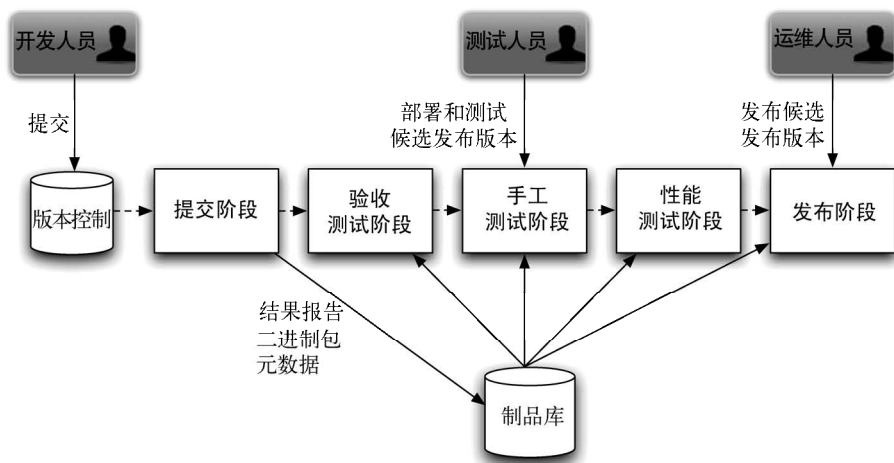 开发人员
测试人员
运维人员
提交
部署和测试
候选发布版本
发布候选
发布版本
版本控制
提交阶段
验收
测试阶段
手工
测试阶段
性能
测试阶段
发布阶段
结果报告
二进制包
元数据
制品库